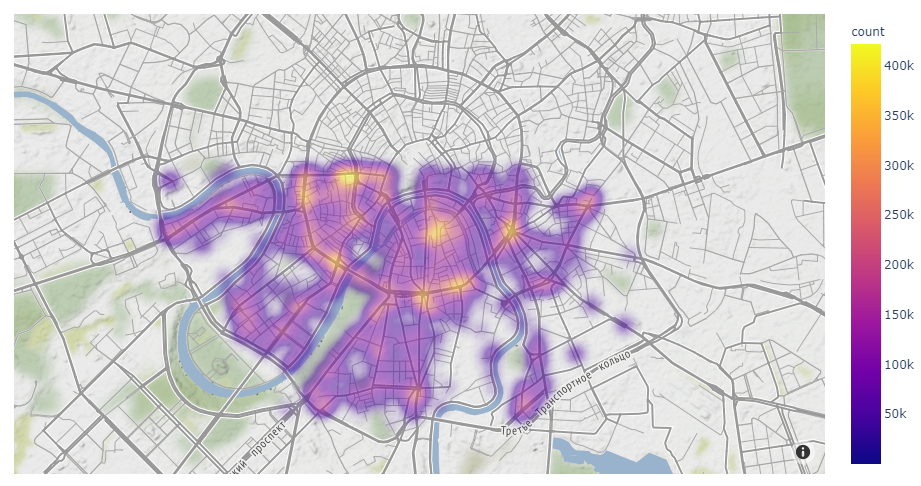 count
400k
350k
300k
250k
200k
150k
100k
50k
Третье Транспортное кольцо
кий проспект
i